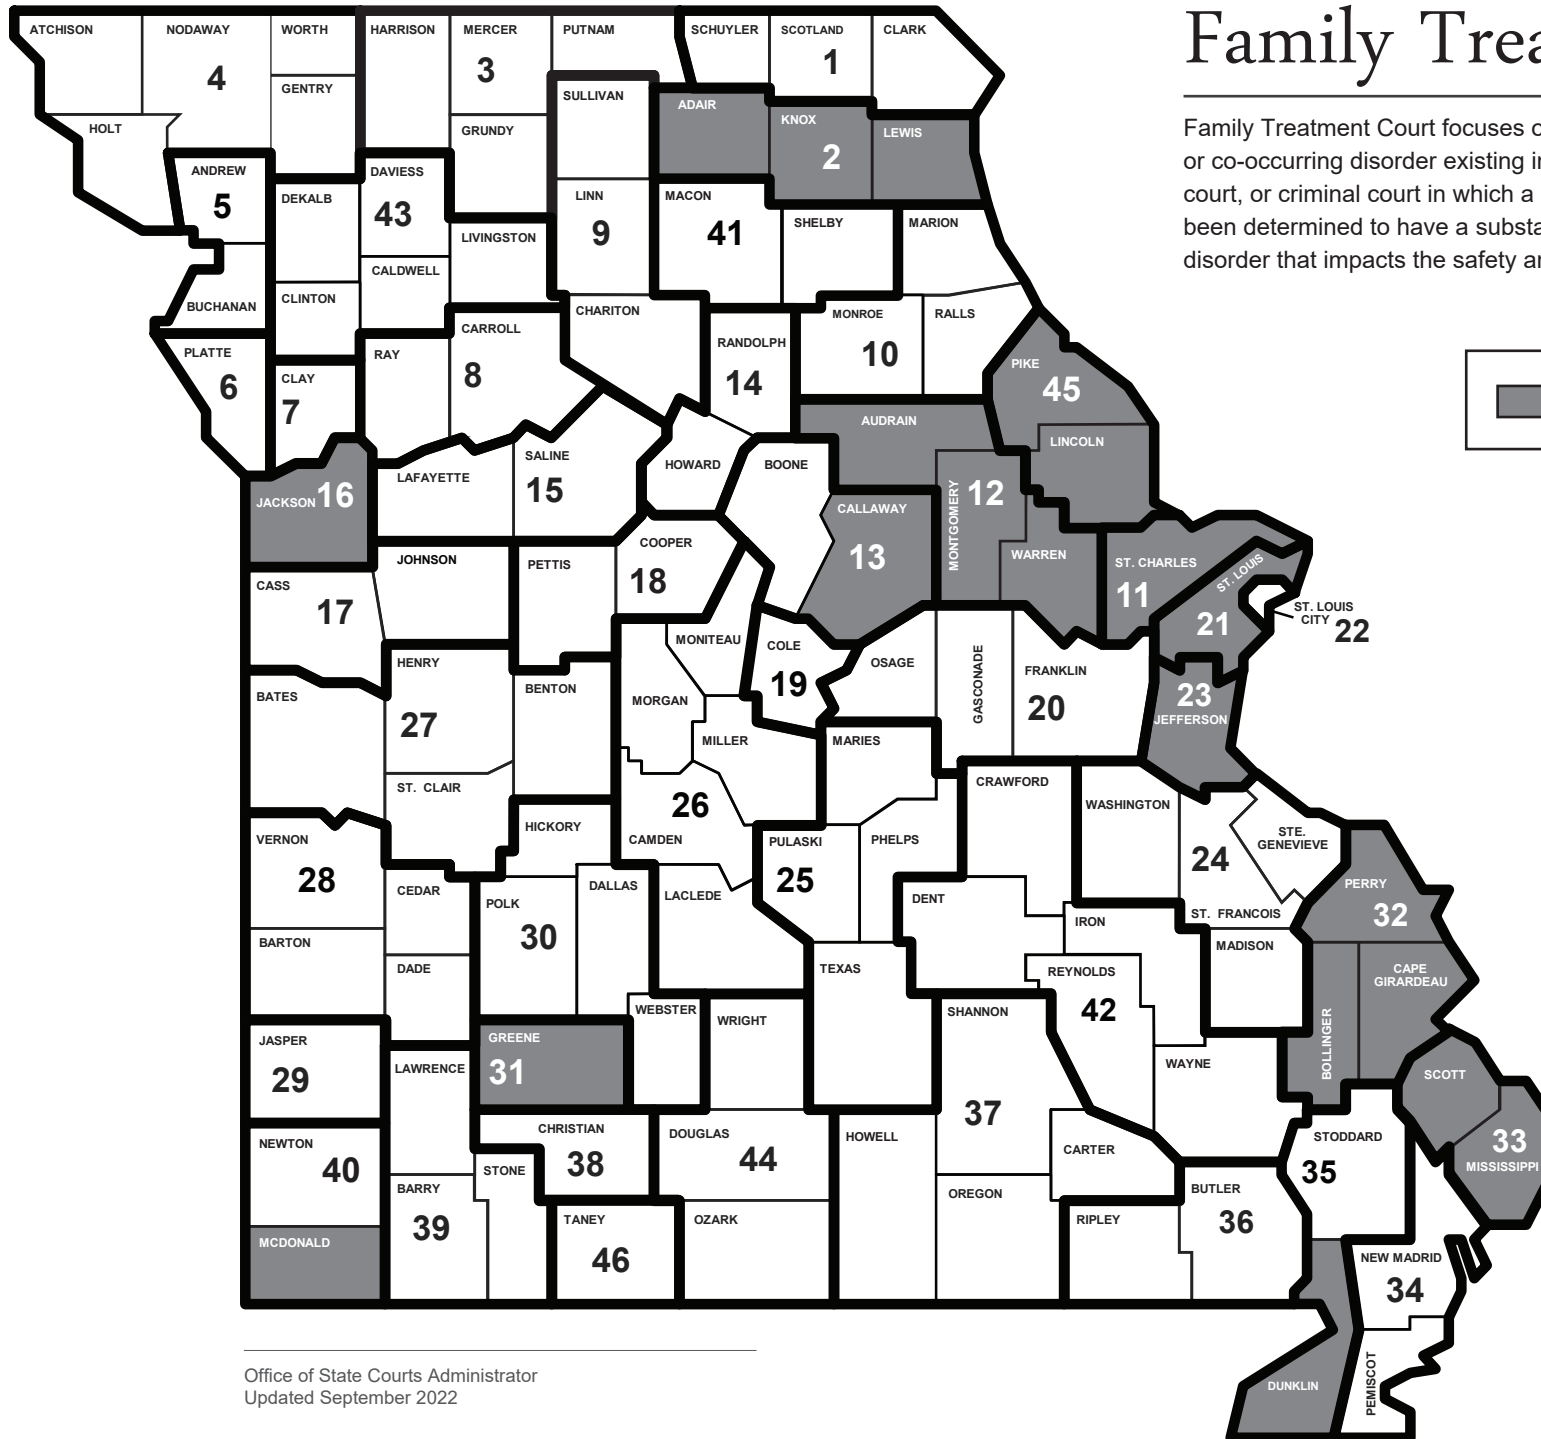 Family Trea
Family Treatment Court focuses o
or co-occurring disorder existing in
court, or criminal court in which a
been determined to have a substa
disorder that impacts the safety an
ATCHISON
NODAWAY
WORTH
HARRISON
MERCER
PUTNAM
SCHUYLER
SCOTLAND
CLARK
4
3
1
GENTRY
SULLIVAN
ADAIR
KNOX
LEWIS
HOLT
GRUNDY
2
ANDREW
5
DAVIESS
43
DEKALB
LINN
9
MACON
41
SHELBY
MARION
LIVINGSTON
CALDWELL
BUCHANAN
CLINTON
CHARITON
MONROE
RALLS
10
CARROLL
8
RANDOLPH
14
PLATTE
6
RAY
CLAY
7
PIKE
45
AUDRAIN
LINCOLN
SALINE
15
HOWARD
BOONE
LAFAYETTE
JACKSON 16
CALLAWAY
13
MONTGOMERY
12
WARREN
ST. CHARLES
11
ST. LOUIS
21
ST. LOUIS
CITY 22
COOPER
18
JOHNSON
PETTIS
CASS
17
MONITEAU
COLE
19
OSAGE
GASCONADE
FRANKLIN
20
23
JEFFERSON
HENRY
27
BENTON
BATES
MORGAN
MILLER
MARIES
ST. CLAIR
CRAWFORD
WASHINGTON
26
CAMDEN
HICKORY
VERNON
28
PULASKI
25
PHELPS
STE.
GENEVIEVE
24
ST. FRANCOIS
CEDAR
POLK
30
DALLAS
LACLEDE
DENT
IRON
PERRY
32
BARTON
DADE
TEXAS
REYNOLDS
42
MADISON
CAPE
GIRARDEAU
WEBSTER
WRIGHT
SHANNON
BOLLINGER
JASPER
29
GREENE
31
LAWRENCE
WAYNE
SCOTT
37
NEWTON
40
CHRISTIAN
38
DOUGLAS
44
HOWELL
CARTER
STODDARD
35
33
MISSISSIPPI
STONE
BARRY
39
OREGON
BUTLER
36
TANEY
46
OZARK
RIPLEY
MCDONALD
NEW MADRID
34
DUNKLIN
PEMISCOT
Office of State Courts Administrator
Updated September 2022